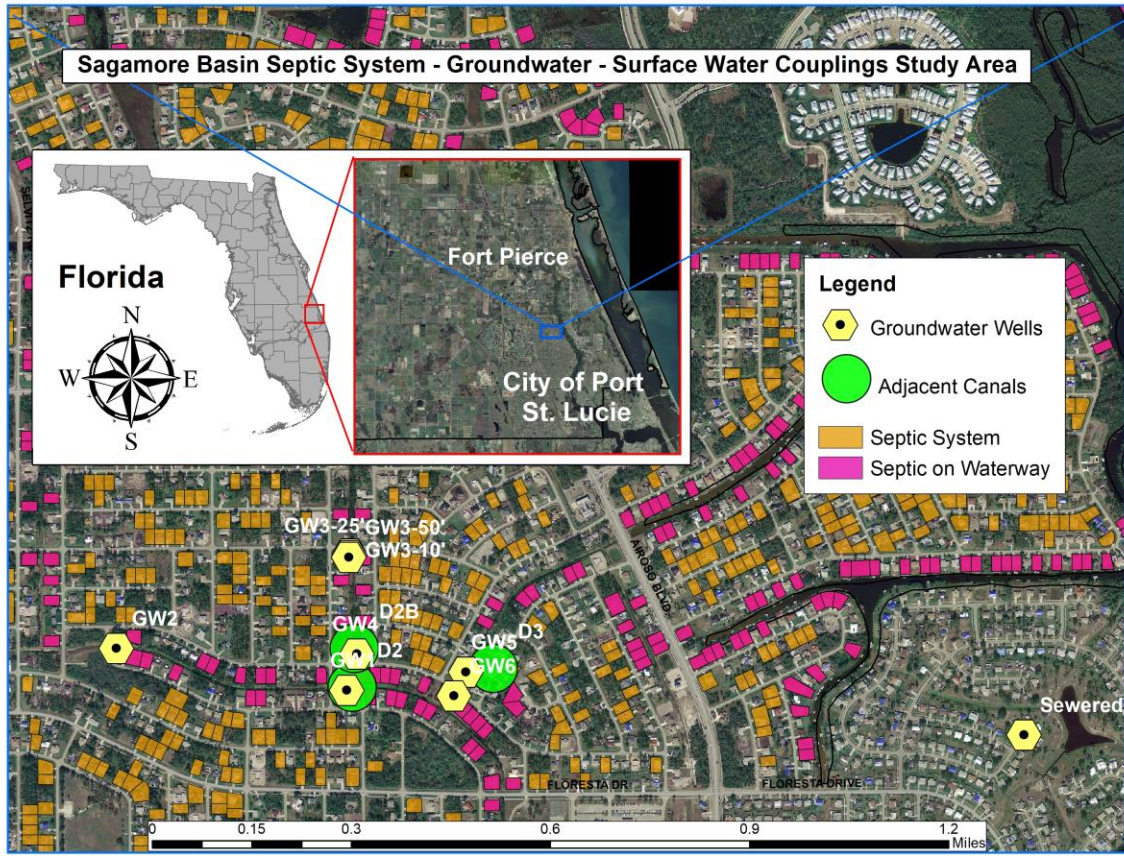 Sagamore Basin Septic System - Groundwater - Surface Water Couplings Study Area
Florida
N
W E
S
Fort Pierce
City of Port
St. Lucie
Legend
Groundwater Wells
Adjacent Canals
Septic System
Septic on Waterway
GW3-25' GW3-50'
GW3-10'
AIROSO BLVD
GW2
GW4 D2B
GW1 D2
GW5 D3
GW6
Sewered
FLORESTA DR
FLORESTA DRIVE
0 0.15 0.3 0.6 0.9 1.2
Miles